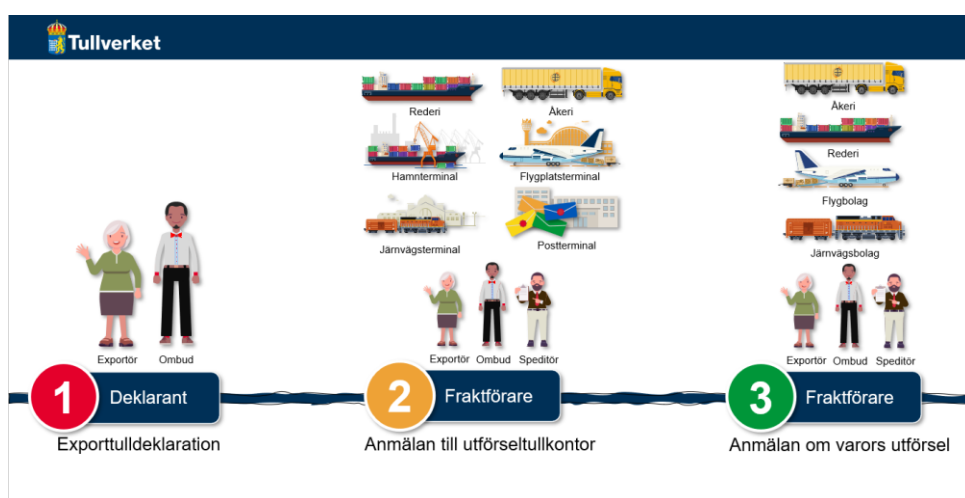 Tullverket
Exportör Ombud
1 Deklarant
Exporttulldeklaration
Rederi Åkeri
Hamnterminal Flygplatsterminal
Järnvägsterminal Postterminal
Exportör Ombud Speditör
2 Fraktförare
Anmälan till utförseltullkontor
Åkeri
Rederi
Flygbolag
Järnvägsbolag
Exportör Ombud Speditör
3 Fraktförare
Anmälan om varors utförsel